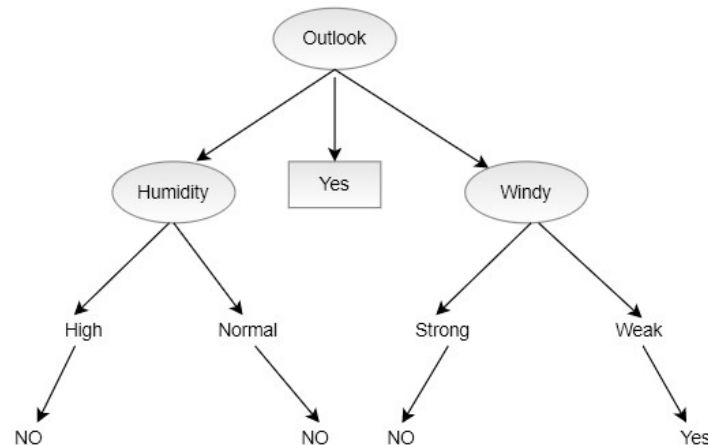 Outlook
Humidity
Yes
Windy
High
Normal
Strong
Weak
NO
NO
NO
Yes